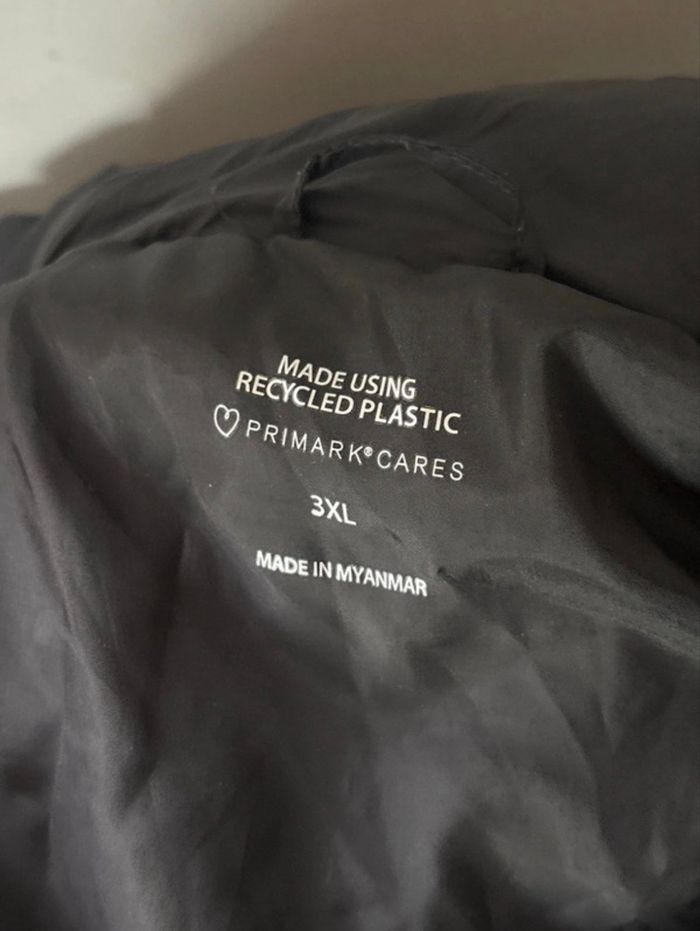 MADE USING
RECYCLED PLASTIC
PRIMARK® CARES
3XL
MADE IN MYANMAR